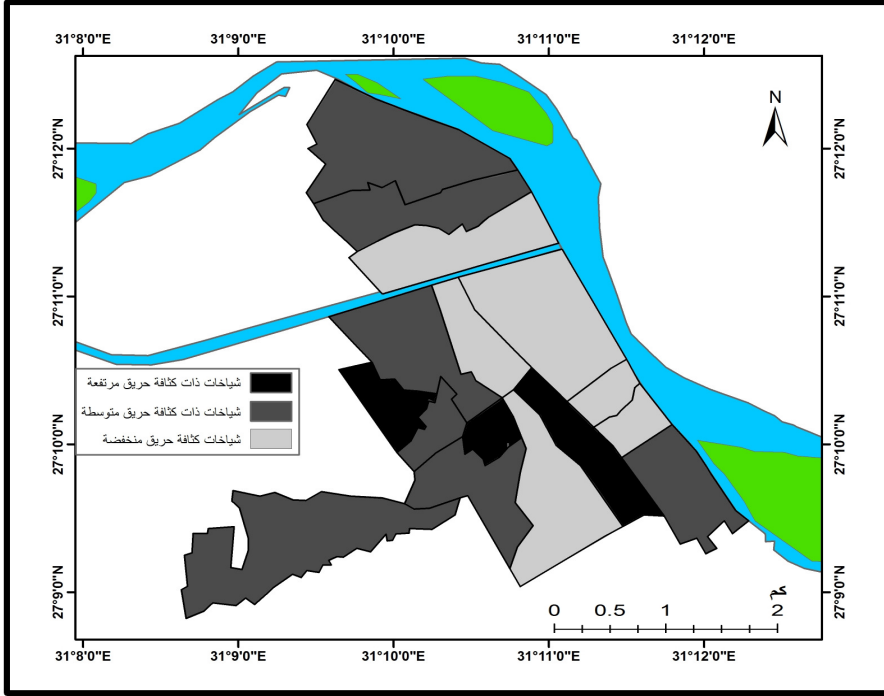 31°8'0"E 31°9'0"E 31°10'0"E 31°11'0"E 31°12'0"E
N
27°12'0"N 27°12'0"N
27°11'0"N 27°11'0"N
شياخات ذات كثافة حريق مرتفعة
شياخات ذات كثافة حريق متوسطة
شياخات كثافة حريق منخفضة
27°10'0"N 27°10'0"N
27°9'0"N 27°9'0"N
كم
0 0.5 1 2
31°8'0"E 31°9'0"E 31°10'0"E 31°11'0"E 31°12'0"E